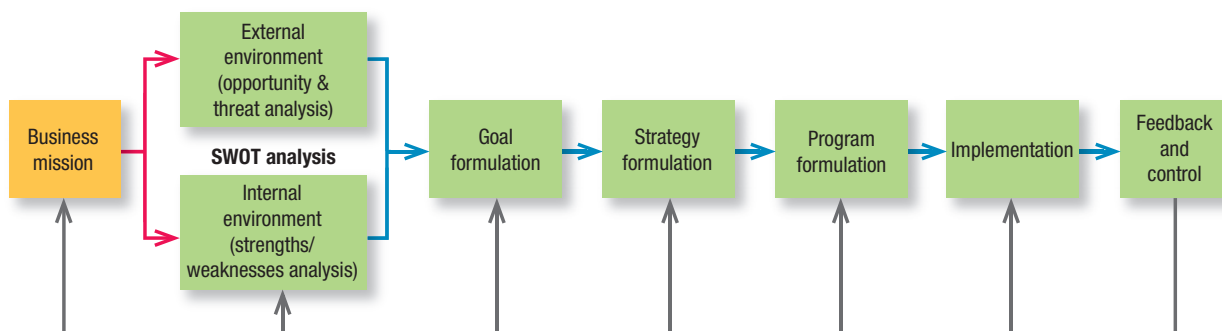 Business
mission
External
environment
(opportunity &
threat analysis)
SWOT analysis
Internal
environment
(strengths/
weaknesses analysis)
Goal
formulation
Strategy
formulation
Program
formulation
Implementation
Feedback
and
control